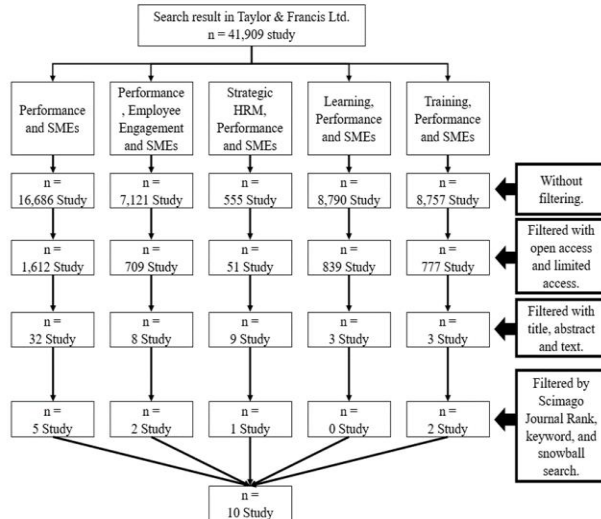 Search result in Taylor & Francis Ltd.
n = 41,909 study
Performance
and SMEs
Performance
, Employee
Engagement
and SMEs
Strategic
HRM,
Performance
and SMEs
Learning,
Performance
and SMEs
Training,
Performance
and SMEs
n =
16,686 Study
n =
7,121 Study
n =
555 Study
n =
8,790 Study
n =
8,757 Study
Without
filtering.
n =
1,612 Study
n =
709 Study
n =
51 Study
n =
839 Study
n =
777 Study
Filtered with
open access
and limited
access.
n =
32 Study
n =
8 Study
n =
9 Study
n =
3 Study
n =
3 Study
Filtered with
title, abstract
and text.
n =
5 Study
n =
2 Study
n =
1 Study
n =
0 Study
n =
2 Study
Filtered by
Scimago
Journal Rank,
keyword, and
snowball
search.
n =
10 Study